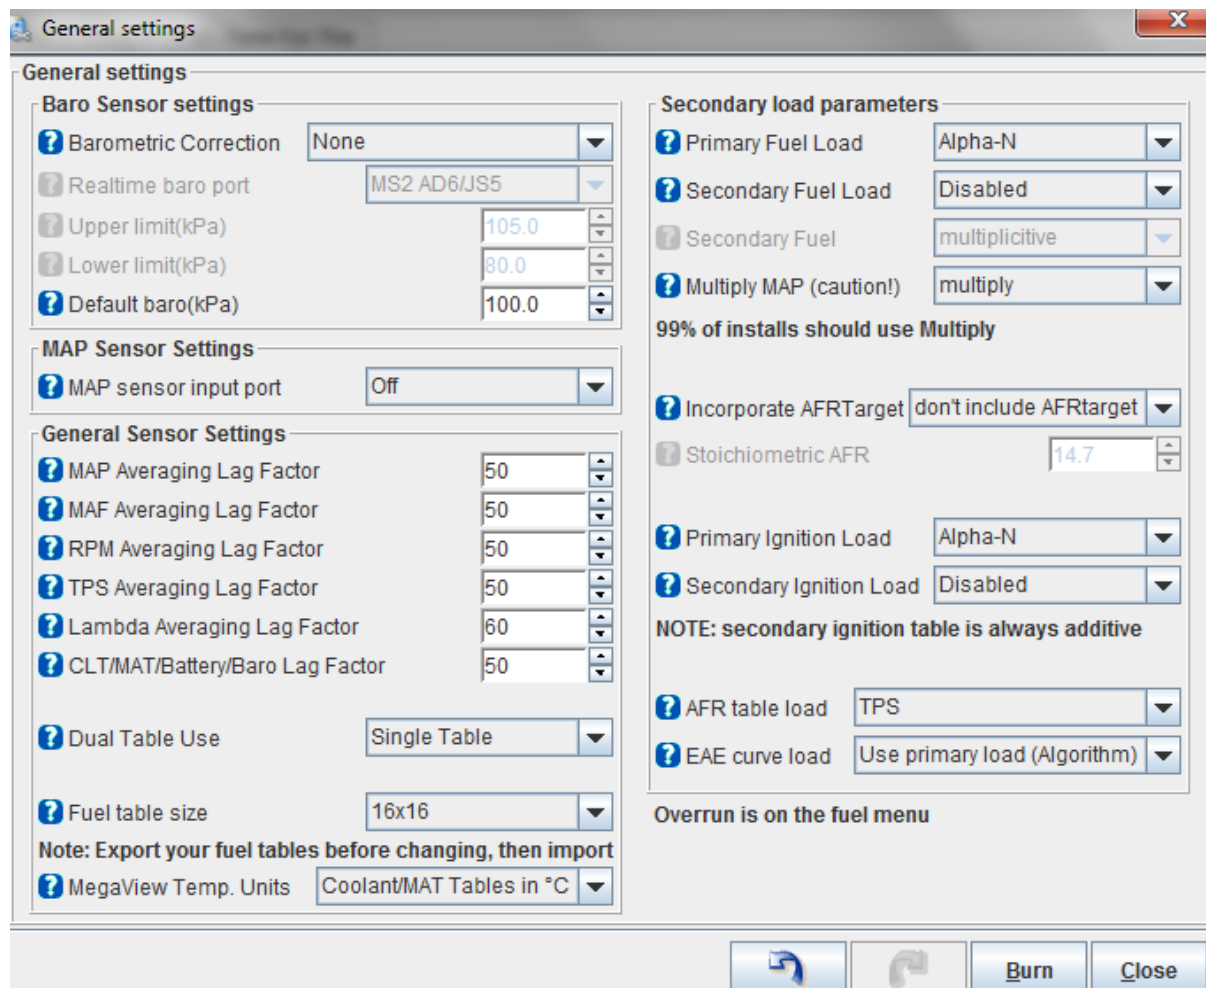 General settings
General settings
Baro Sensor settings
Barometric Correction None
Realtime baro port MS2 AD6/JS5
Upper limit(kPa) 105.0
Lower limit(kPa) 80.0
Default baro(kPa) 100.0
MAP Sensor Settings
MAP sensor input port Off
General Sensor Settings
MAP Averaging Lag Factor 50
MAF Averaging Lag Factor 50
RPM Averaging Lag Factor 50
TPS Averaging Lag Factor 50
Lambda Averaging Lag Factor 60
CLT/MAT/Battery/Baro Lag Factor 50
Dual Table Use Single Table
Fuel table size 16x16
Note: Export your fuel tables before changing, then import
MegaView Temp. Units Coolant/MAT Tables in °C
Secondary load parameters
Primary Fuel Load Alpha-N
Secondary Fuel Load Disabled
Secondary Fuel multiplicitive
Multiply MAP (caution!) multiply
99% of installs should use Multiply
Incorporate AFRTarget don't include AFRtarget
Stoichiometric AFR 14.7
Primary Ignition Load Alpha-N
Secondary Ignition Load Disabled
NOTE: secondary ignition table is always additive
AFR table load TPS
EAE curve load Use primary load (Algorithm)
Overrun is on the fuel menu
Burn Close